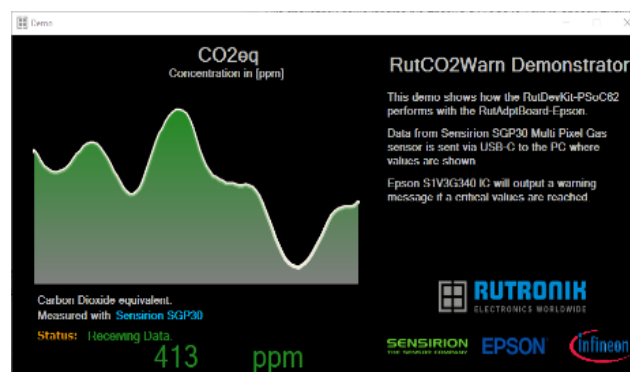 Demo
CO2eq
Concentration in [ppm]
RutCO2Warn Demonstrator
This demo shows how the RutDevKit-PSoC62
performs with the RutAdptBoard-Epson.
Data from Sensirion SGP30 Multi Pixel Gas
sensor is sent via USB-C to the PC where
values are shown
Epson S1V3G340 IC will output a warning
message if a critical values are reached
Carbon Dioxide equivalent.
Measured with Sensirion SGP30
Status: Receiving Data.
413 ppm
RUTRONIK
ELECTRONICS WORLDWIDE
SENSIRION
THE SENSOR COMPANY
EPSON
infineon